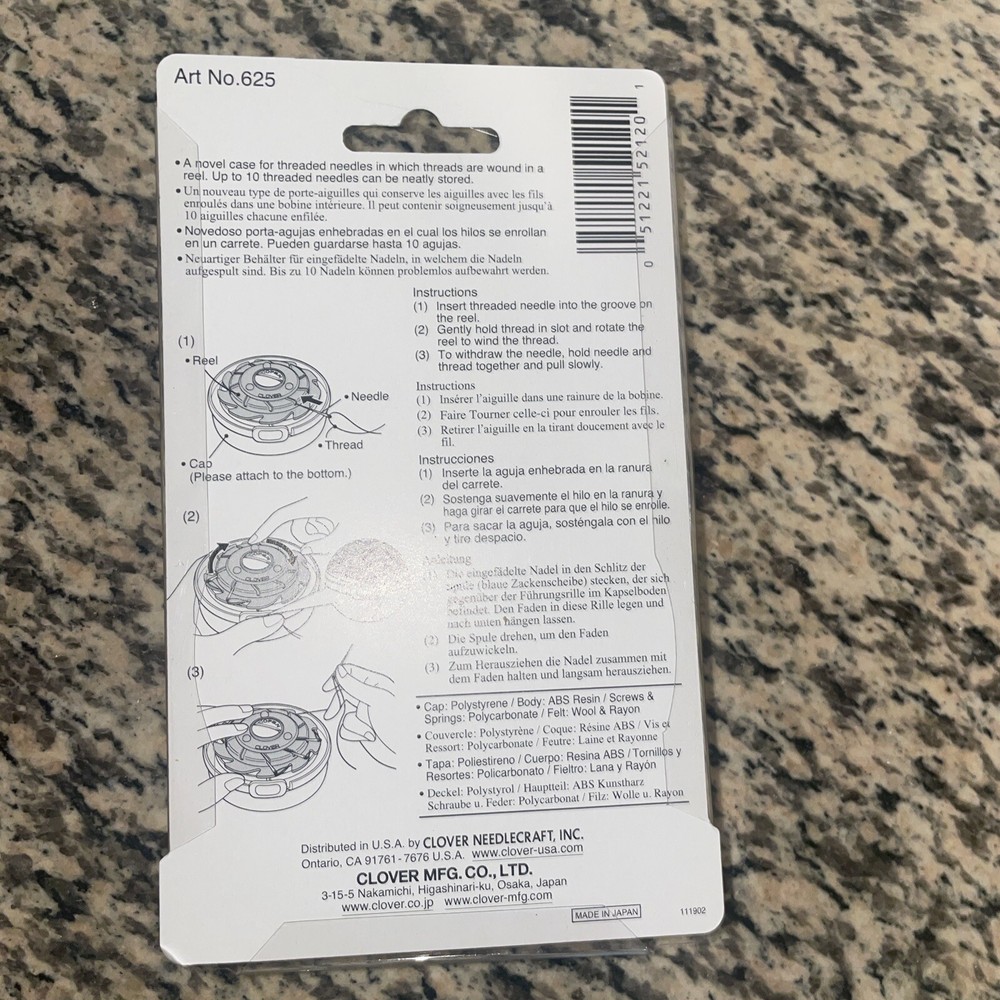 Art No.625
0 51221 52120 1
• A novel case for threaded needles in which threads are wound in a
reel. Up to 10 threaded needles can be neatly stored.
• Un nouveau type de porte-aiguilles qui conserve les aiguilles avec les fils
enroulés dans une bobine intérieure. Il peut contenir soigneusement jusqu'à
10 aiguilles chacune enfilée.
• Novedoso porta-agujas enhebradas en el cual los hilos se enrollan
en un carrete. Pueden guardarse hasta 10 agujas.
• Neuartiger Behälter für eingefädelte Nadeln, in welchem die Nadeln
aufgespult sind. Bis zu 10 Nadeln können problemlos aufbewahrt werden.
(1)
• Reel
CLOVER
• Needle
• Thread
• Cap
(Please attach to the bottom.)
(2)
CLOVER
(3)
CLOVER
Instructions
(1) Insert threaded needle into the groove on
the reel.
(2) Gently hold thread in slot and rotate the
reel to wind the thread.
(3) To withdraw the needle, hold needle and
thread together and pull slowly.
Instructions
(1) Insérer l'aiguille dans une rainure de la bobine.
(2) Faire Tourner celle-ci pour enrouler les fils.
(3) Retirer l'aiguille en la tirant doucement avec le
fil.
Instrucciones
(1) Inserte la aguja enhebrada en la ranura
del carrete.
(2) Sostenga suavemente el hilo en la ranura y
haga girar el carrete para que el hilo se enrolle.
(3) Para sacar la aguja, sosténgala con el hilo
y tire despacio.
Anleitung
(1) Die eingefädelte Nadel in den Schlitz der
Spule (blaue Zackenscheibe) stecken, der sich
gegenüber der Führungsrille im Kapselboden
befindet. Den Faden in diese Rille legen und
nach unten hängen lassen.
(2) Die Spule drehen, um den Faden
aufzuwickeln.
(3) Zum Herausziehen die Nadel zusammen mit
dem Faden halten und langsam herausziehen.
• Cap: Polystyrene / Body: ABS Resin / Screws &
Springs: Polycarbonate / Felt: Wool & Rayon
• Couvercle: Polystyrène / Coque: Résine ABS / Vis et
Ressort: Polycarbonate / Feutre: Laine et Rayonne
• Tapa: Poliestireno / Cuerpo: Resina ABS / Tornillos y
Resortes: Policarbonato / Fieltro: Lana y Rayón
• Deckel: Polystyrol / Hauptteil: ABS Kunstharz
Schraube u. Feder: Polycarbonat / Filz: Wolle u. Rayon
Distributed in U.S.A. by CLOVER NEEDLECRAFT, INC.
Ontario, CA 91761-7676 U.S.A. www.clover-usa.com
CLOVER MFG. CO., LTD.
3-15-5 Nakamichi, Higashinari-ku, Osaka, Japan
www.clover.co.jp www.clover-mfg.com
MADE IN JAPAN
111902